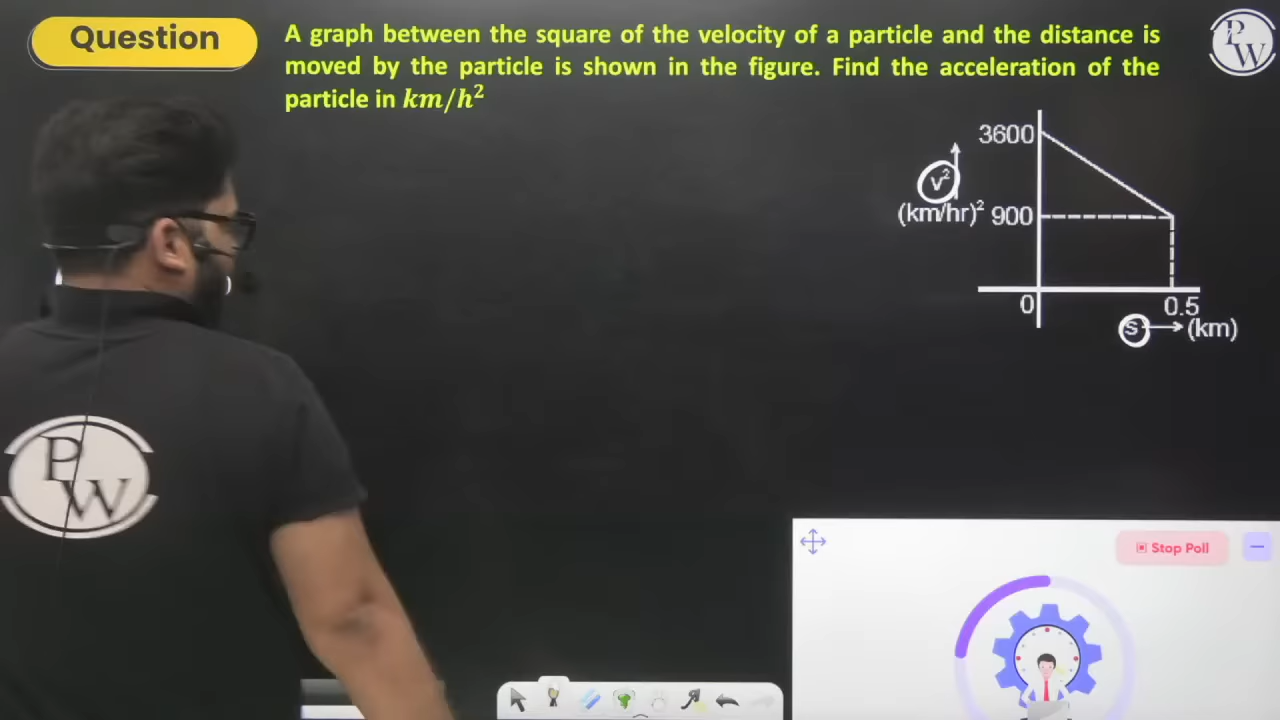 Question
A graph between the square of the velocity of a particle and the distance is
moved by the particle is shown in the figure. Find the acceleration of the
particle in km/h²
P
W
3600
v²
(km/hr)² 900
0
0.5
s → (km)
P
W
Stop Poll